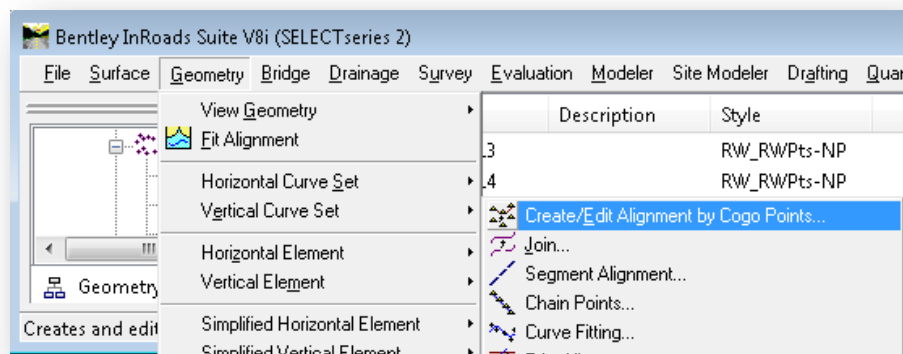 Bentley InRoads Suite V8i (SELECTseries 2)
File Surface Geometry Bridge Drainage Survey Evaluation Modeler Site Modeler Drafting
View Geometry
Fit Alignment
Horizontal Curve Set
Vertical Curve Set
Horizontal Element
Vertical Element
Simplified Horizontal Element
Simplified Vertical Element
Description Style
RW_RWPts-NP
RW_RWPts-NP
Create/Edit Alignment by Cogo Points...
Join...
Segment Alignment...
Chain Points...
Curve Fitting...
Geometry
Creates and edit